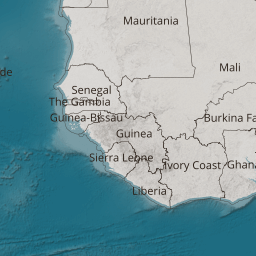 Mauritania
Mali
de
Senegal
The Gambia
Guinea-Bissau
Burkina Fa
Guinea
Sierra Leone
Ivory Coast
Ghana
Liberia